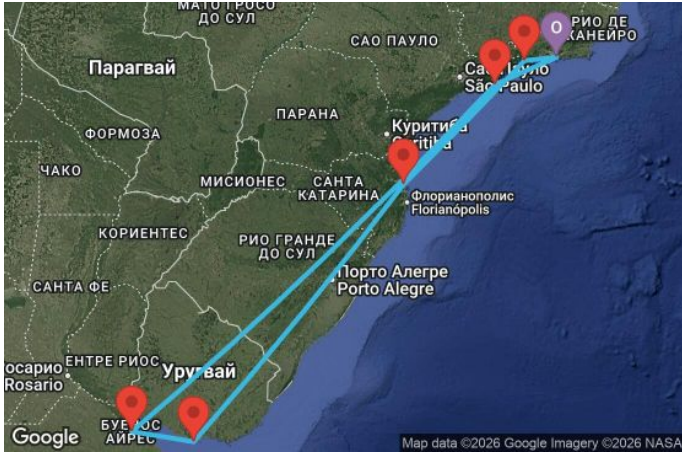 МАТО ГРОСО
ДО СУЛ
РИО ДЕ
ЖАНЕЙРО
0
САО ПАУЛО
São Paulo
Парагвай
ПАРАНА
Куритиба
Curitiba
ФОРМОЗА
ЧАКО
МИСИОНЕС
САНТА
КАТАРИНА
Флорианополис
Florianópolis
КОРИЕНТЕС
РИО ГРАНДЕ
ДО СУЛ
Порто Алегре
Porto Alegre
САНТА ФЕ
ЕНТРЕ РИОС
осарио
Rosario
Уругвай
БУЕНОС
АЙРЕС
Google
Map data ©2026 Google Imagery ©2026 NASA